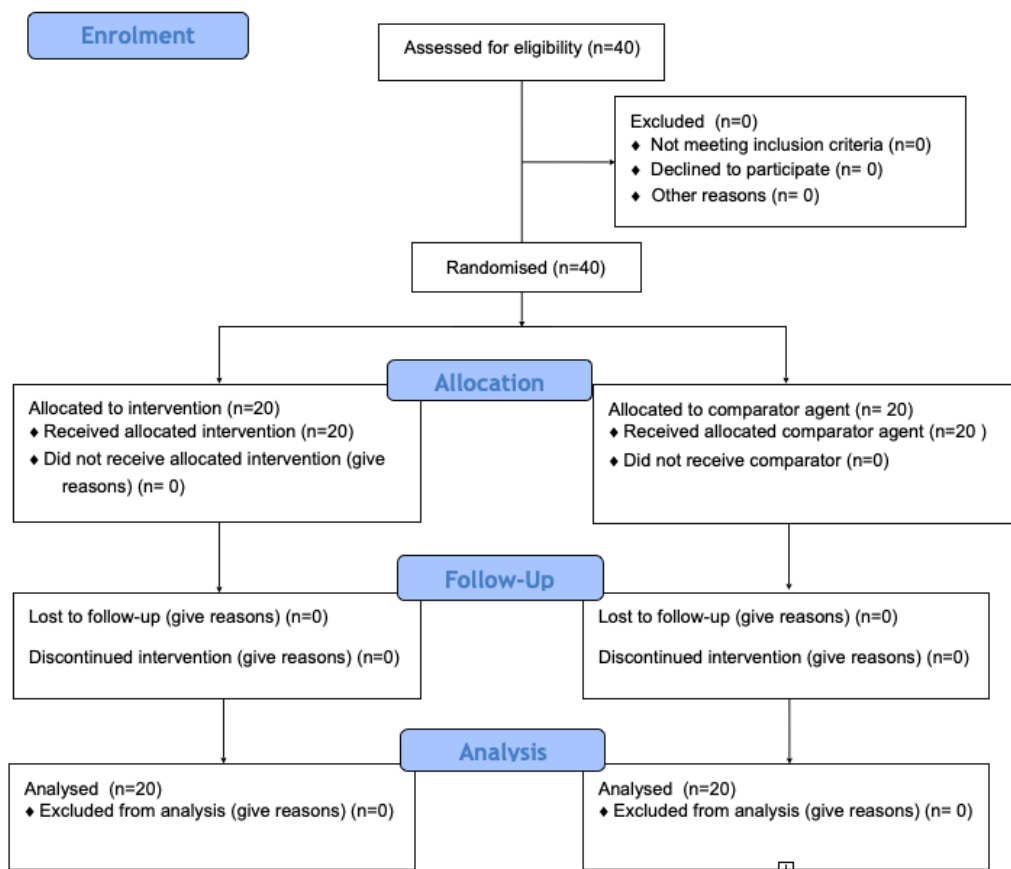 Enrolment
Assessed for eligibility (n=40)
Excluded  (n=0)
♦ Not meeting inclusion criteria (n=0)
♦ Declined to participate (n= 0)
♦ Other reasons (n= 0)
Randomised (n=40)
Allocation
Allocated to intervention (n=20)
♦ Received allocated intervention (n=20)
♦ Did not receive allocated intervention (give
reasons) (n= 0)
Allocated to comparator agent (n= 20)
♦ Received allocated comparator agent (n=20 )
♦ Did not receive comparator (n=0)
Follow-Up
Lost to follow-up (give reasons) (n=0)
Discontinued intervention (give reasons) (n=0)
Lost to follow-up (give reasons) (n=0)
Discontinued intervention (give reasons) (n=0)
Analysis
Analysed (n=20)
♦ Excluded from analysis (give reasons) (n=0)
Analysed (n=20)
♦ Excluded from analysis (give reasons) (n= 0)